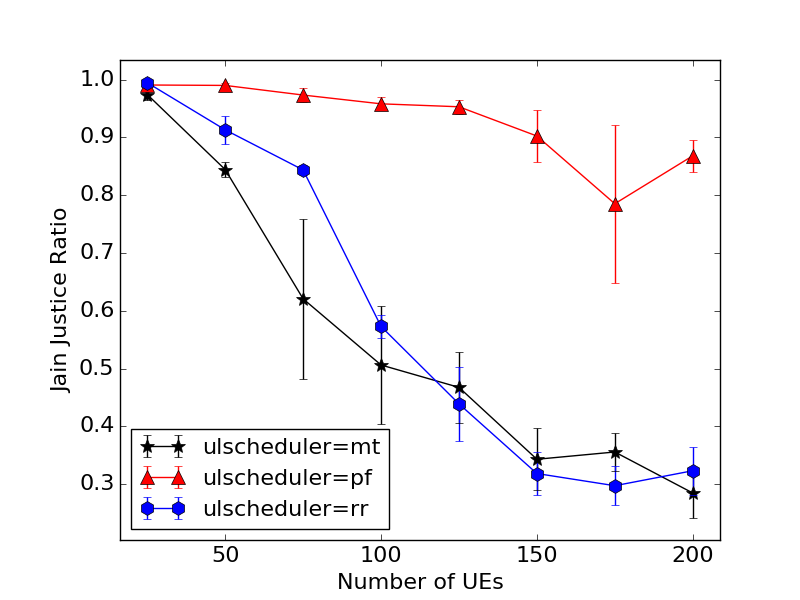 1.0
0.9
0.8
0.7
0.6
0.5
0.4
0.3
Jain Justice Ratio
ulscheduler=mt
ulscheduler=pf
ulscheduler=rr
50
100
150
200
Number of UEs